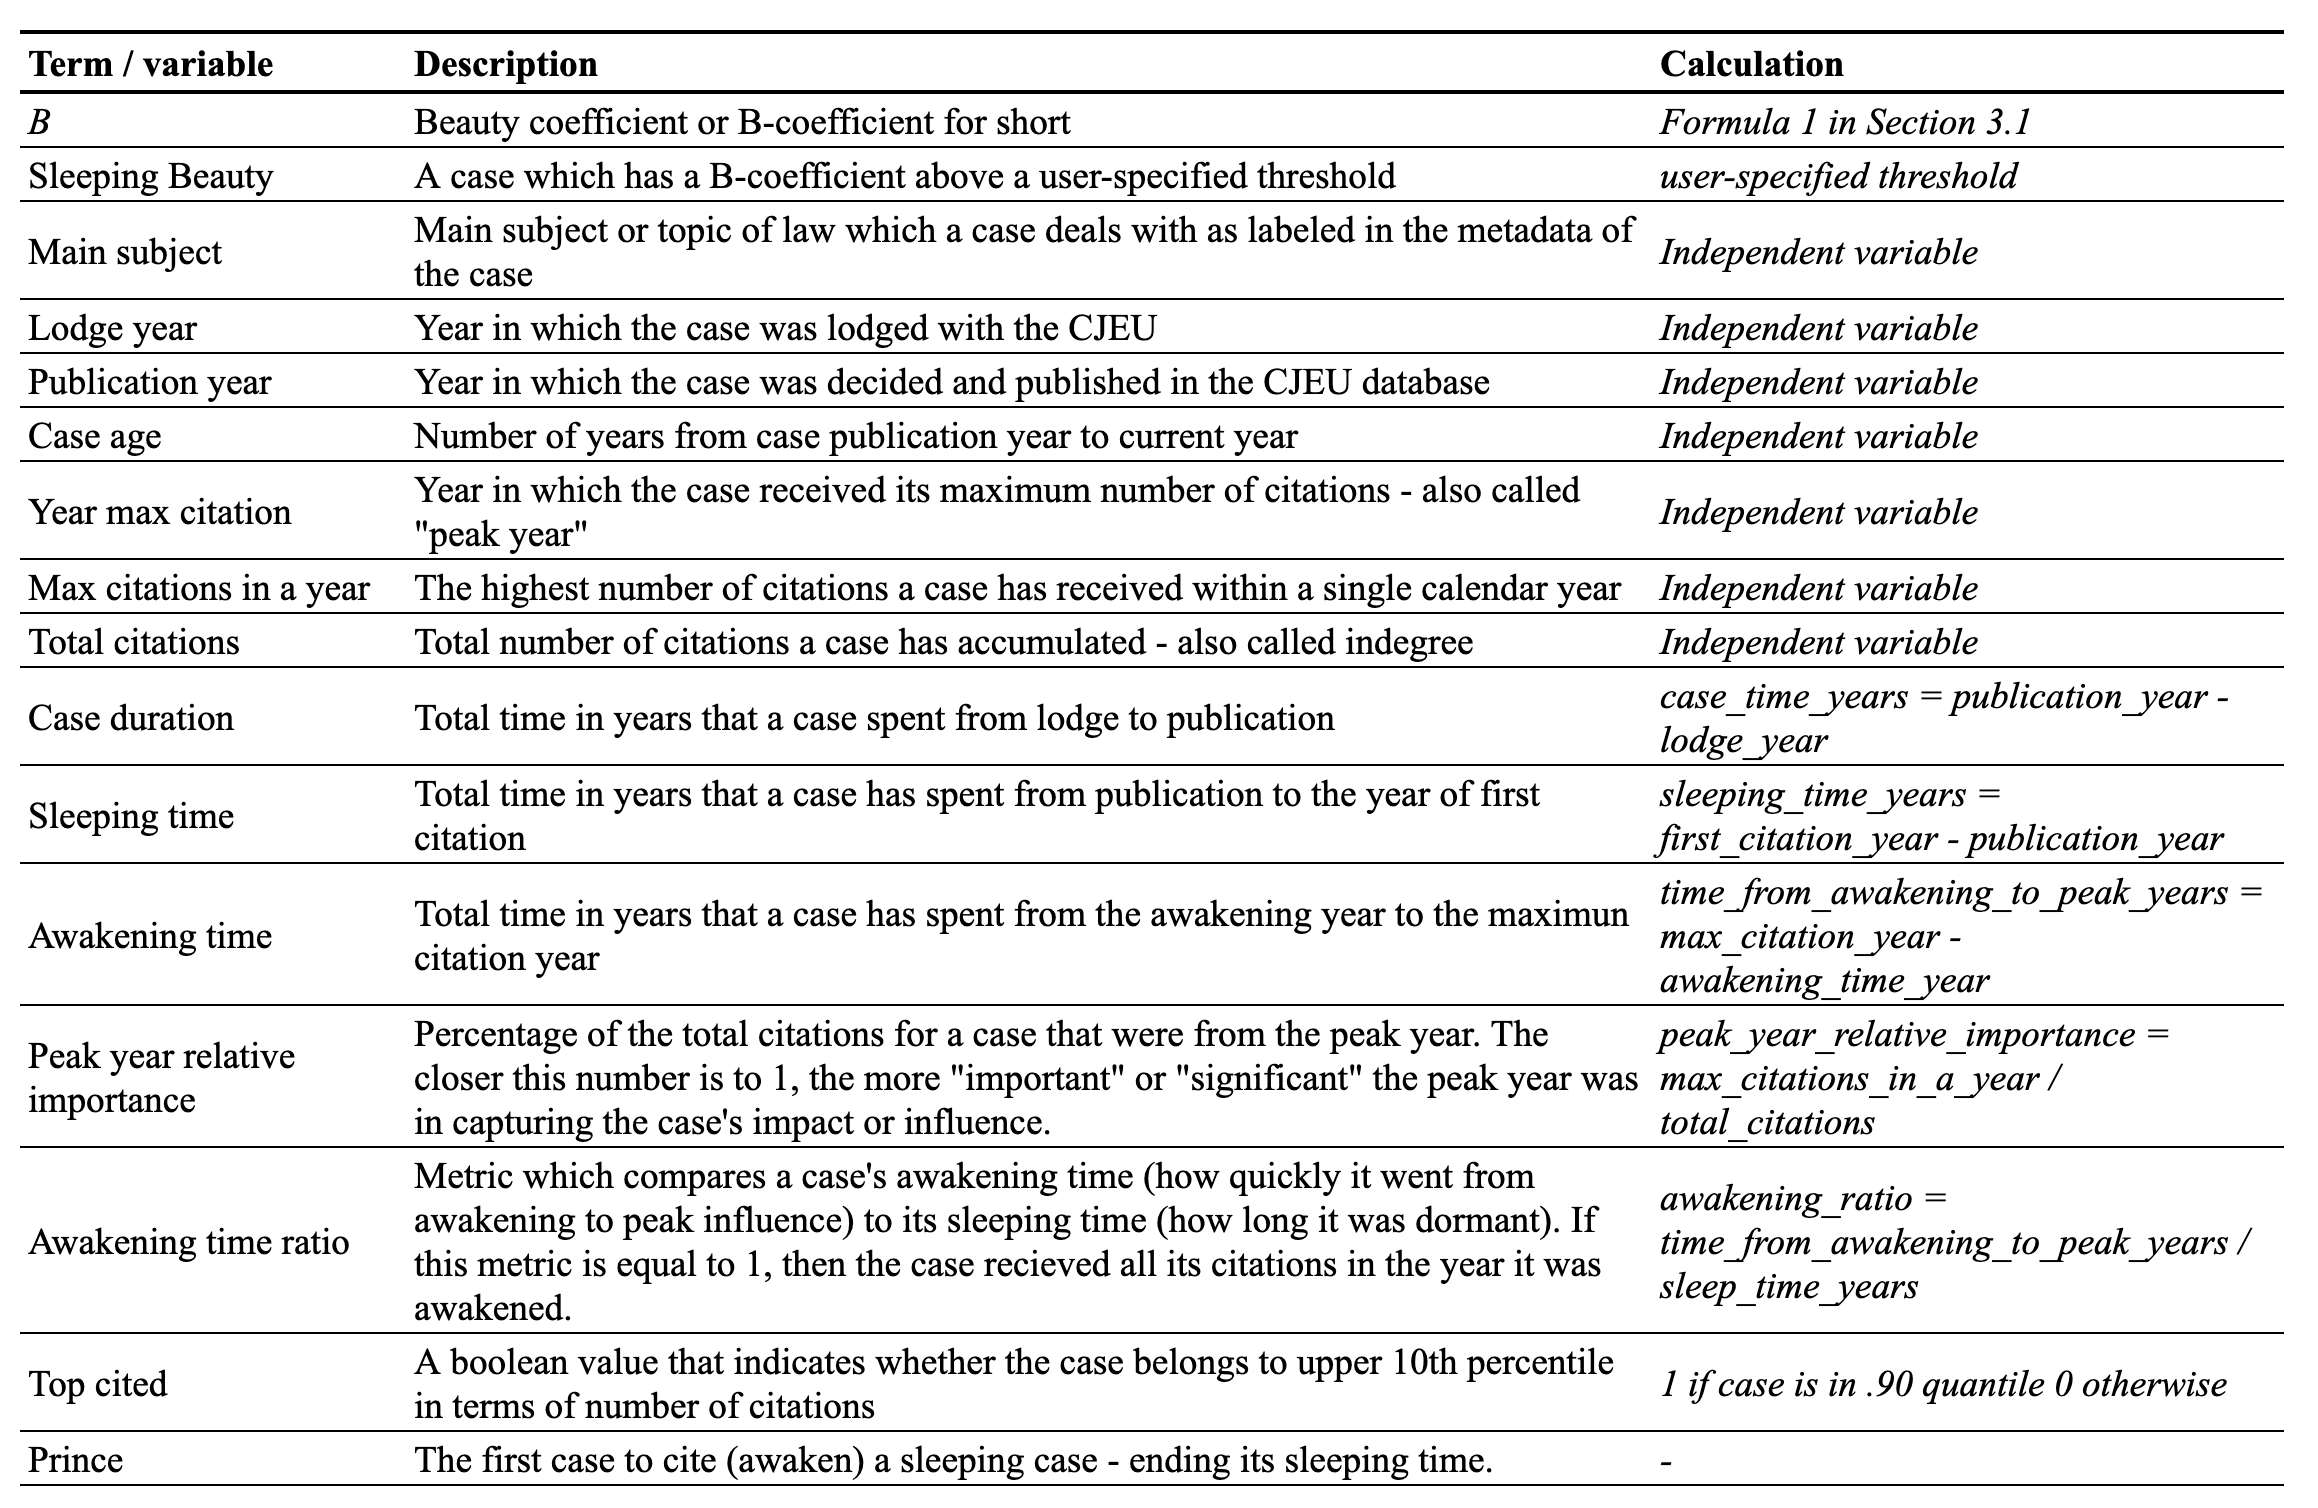 Term / variable Description Calculation
B Beauty coefficient or B-coefficient for short Formula 1 in Section 3.1
Sleeping Beauty A case which has a B-coefficient above a user-specified threshold user-specified threshold
Main subject
Main subject or topic of law which a case deals with as labeled in the metadata of
the case
Independent variable
Lodge year Year in which the case was lodged with the CJEU Independent variable
Publication year Year in which the case was decided and published in the CJEU database Independent variable
Case age Number of years from case publication year to current year Independent variable
Year max citation
Year in which the case received its maximum number of citations - also called
"peak year"
Independent variable
Max citations in a year The highest number of citations a case has received within a single calendar year Independent variable
Total citations Total number of citations a case has accumulated - also called indegree Independent variable
Case duration
Total time in years that a case spent from lodge to publication
case_time_years = publication_year -
lodge_year
Sleeping time
Total time in years that a case has spent from publication to the year of first
citation
sleeping_time_years =
first_citation_year - publication_year
Awakening time
Total time in years that a case has spent from the awakening year to the maximun
citation year
time_from_awakening_to_peak_years =
max_citation_year -
awakening_time_year
Peak year relative
importance
Percentage of the total citations for a case that were from the peak year. The
closer this number is to 1, the more "important" or "significant" the peak year was
in capturing the case's impact or influence.
peak_year_relative_importance =
max_citations_in_a_year /
total_citations
Awakening time ratio
Metric which compares a case's awakening time (how quickly it went from
awakening to peak influence) to its sleeping time (how long it was dormant). If
this metric is equal to 1, then the case recieved all its citations in the year it was
awakened.
awakening_ratio =
time_from_awakening_to_peak_years /
sleep_time_years
Top cited
A boolean value that indicates whether the case belongs to upper 10th percentile
in terms of number of citations
1 if case is in .90 quantile 0 otherwise
Prince The first case to cite (awaken) a sleeping case - ending its sleeping time. -